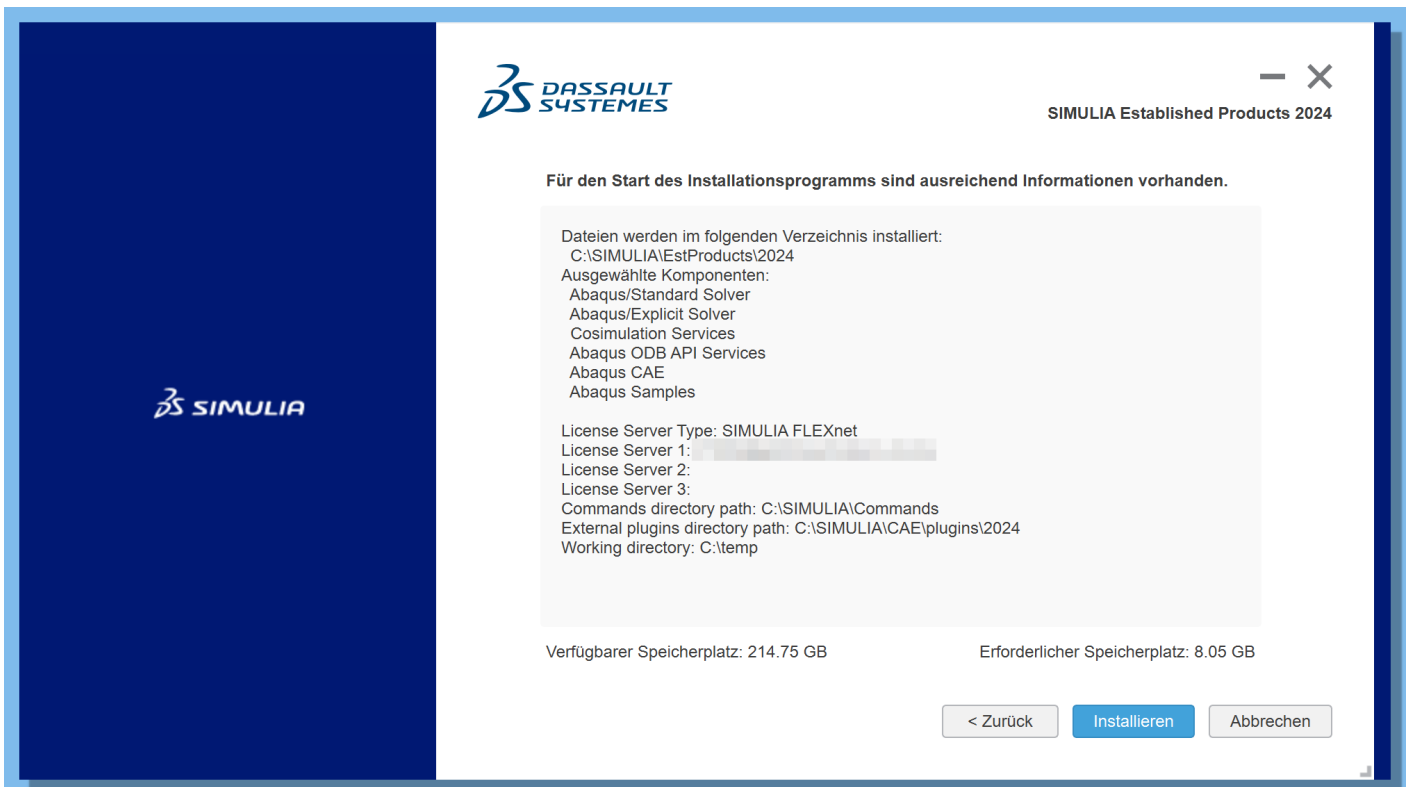 DASSAULT
SYSTEMES
SIMULIA Established Products 2024
Für den Start des Installationsprogramms sind ausreichend Informationen vorhanden.
Dateien werden im folgenden Verzeichnis installiert:
C:\SIMULIA\EstProducts\2024
Ausgewählte Komponenten:
Abaqus/Standard Solver
Abaqus/Explicit Solver
Cosimulation Services
Abaqus ODB API Services
Abaqus CAE
Abaqus Samples
SIMULIA
License Server Type: SIMULIA FLEXnet
License Server 1:
License Server 2:
License Server 3:
Commands directory path: C:\SIMULIA\Commands
External plugins directory path: C:\SIMULIA\CAE\plugins\2024
Working directory: C:\temp
Verfügbarer Speicherplatz: 214.75 GB
Erforderlicher Speicherplatz: 8.05 GB
< Zurück
Installieren
Abbrechen